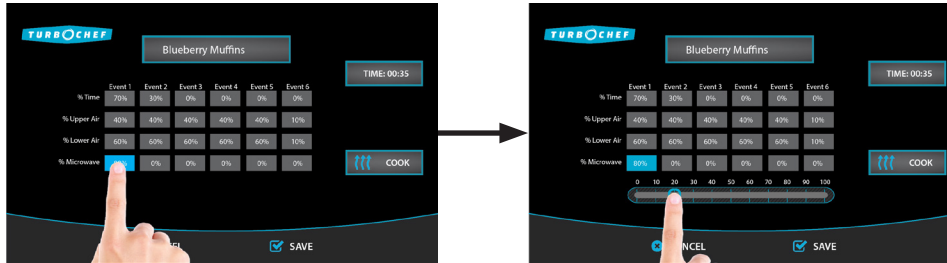 TURBOCHEF
Blueberry Muffins
TIME: 00:35
Event 1 Event 2 Event 3 Event 4 Event 5 Event 6
% Time 70% 30% 0% 0% 0% 0%
% Upper Air 40% 40% 40% 40% 40% 10%
% Lower Air 60% 60% 60% 60% 60% 10%
% Microwave 0% 0% 0% 0% 0%
COOK
SAVE
TURBOCHEF
Blueberry Muffins
TIME: 00:35
Event 1 Event 2 Event 3 Event 4 Event 5 Event 6
% Time 70% 30% 0% 0% 0% 0%
% Upper Air 40% 40% 40% 40% 40% 10%
% Lower Air 60% 60% 60% 60% 60% 10%
% Microwave 80% 0% 0% 0% 0% 0%
COOK
0 10 20 30 40 50 60 70 80 90 100
NCEL
SAVE